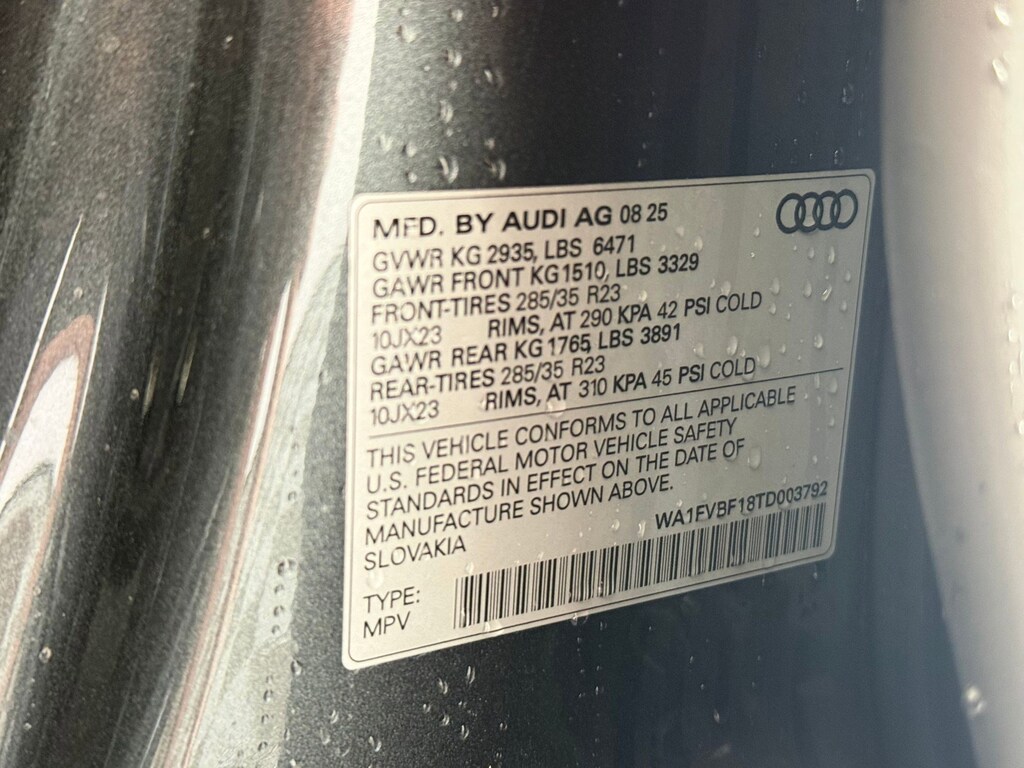 MFD. BY AUDI AG 08 25
GVWR KG 2935, LBS 6471
GAWR FRONT KG1510, LBS 3329
FRONT-TIRES 285/35 R23
10JX23 RIMS, AT 290 KPA 42 PSI COLD
GAWR REAR KG 1765, LBS 3891
REAR-TIRES 285/35 R23
10JX23 RIMS, AT 310 KPA 45 PSI COLD
THIS VEHICLE CONFORMS TO ALL APPLICABLE
U.S. FEDERAL MOTOR VEHICLE SAFETY
STANDARDS IN EFFECT ON THE DATE OF
MANUFACTURE SHOWN ABOVE.
SLOVAKIA
WA1FVBF18TD003792
TYPE:
MPV